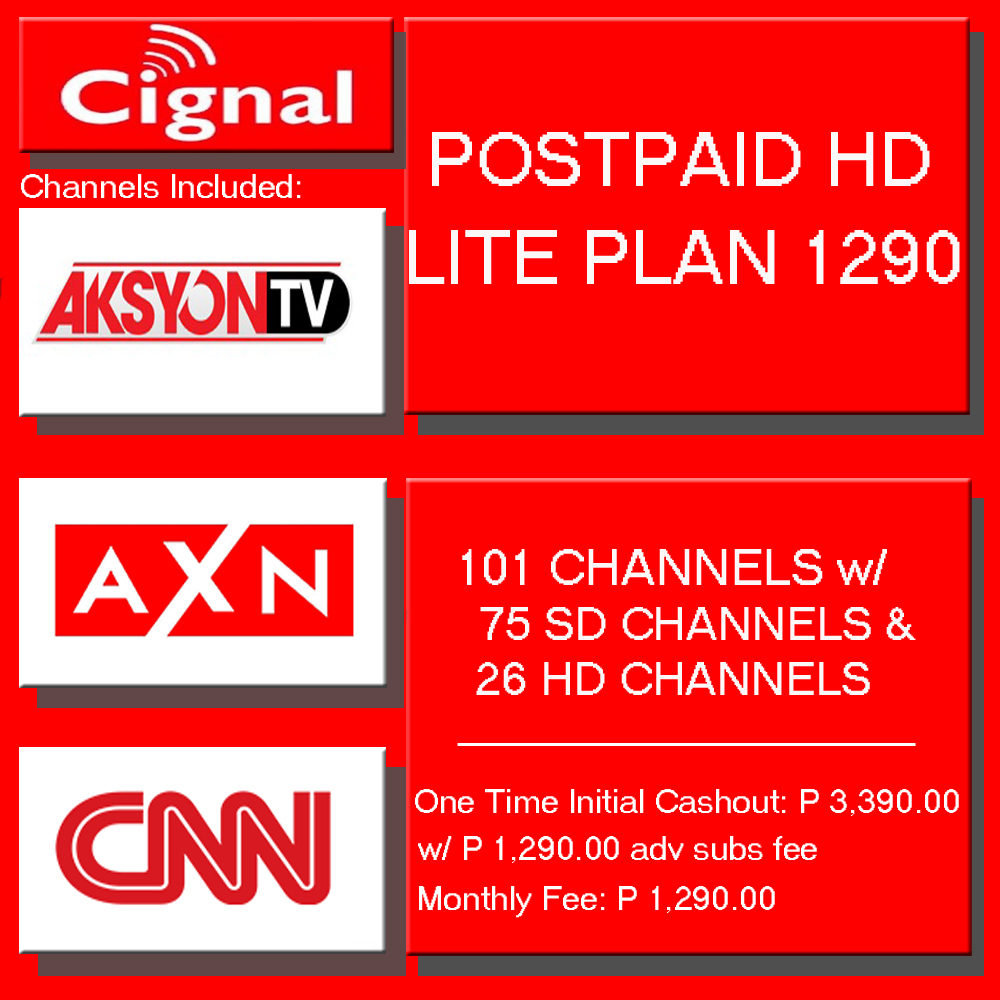 Cignal
Channels Included:
AKSYON TV
AXN
CNN
POSTPAID HD
LITE PLAN 1290
101 CHANNELS w/
75 SD CHANNELS &
26 HD CHANNELS
One Time Initial Cashout: P 3,390.00
w/ P 1,290.00 adv subs fee
Monthly Fee: P 1,290.00